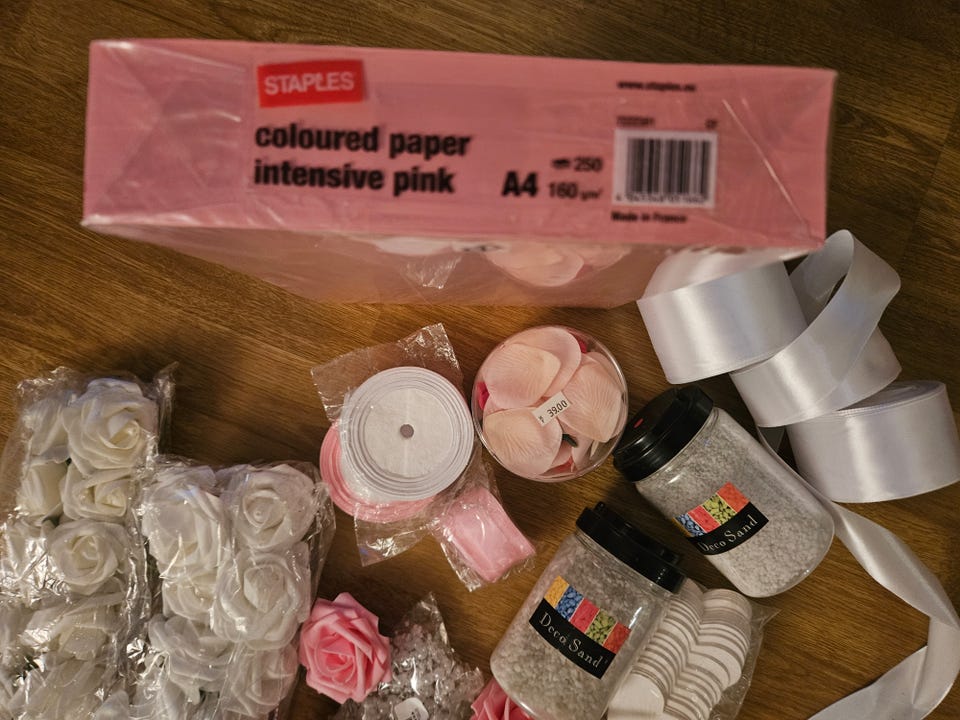 STAPLES
www.staples.eu
coloured paper
intensive pink
A4
250
160 g/m²
Made in France
39.00
Deco Sand
Deco Sand